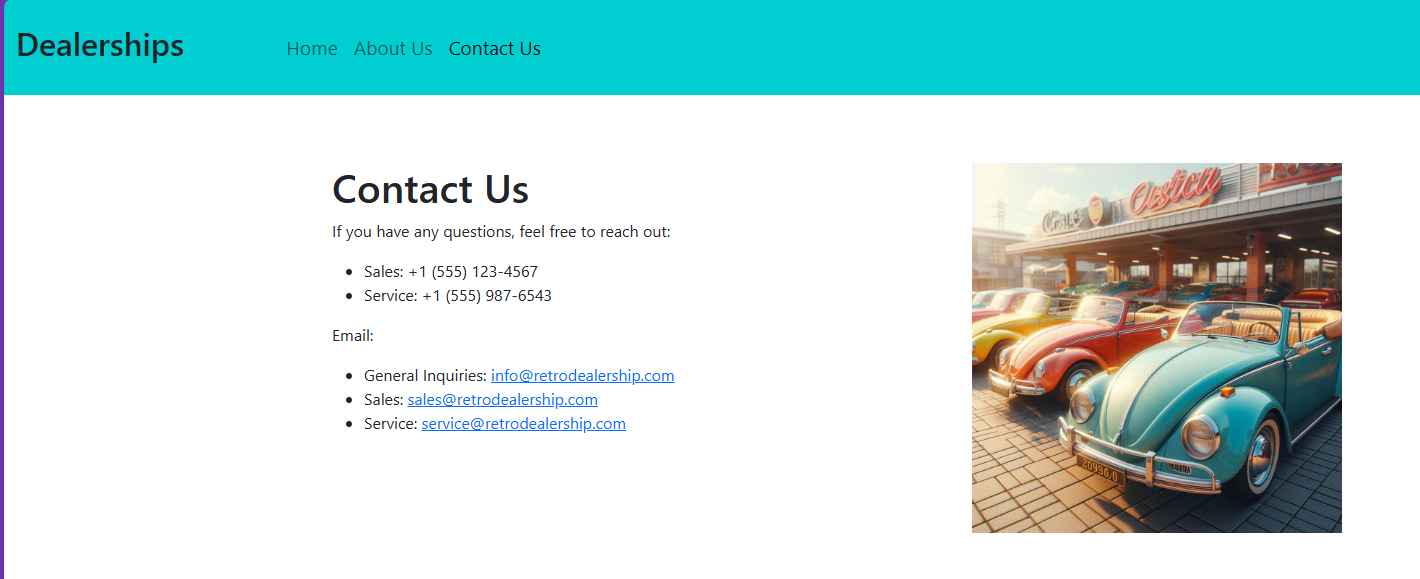 Dealerships
Home About Us Contact Us
Contact Us
If you have any questions, feel free to reach out:
Sales: +1 (555) 123-4567
Service: +1 (555) 987-6543
Email:
General Inquiries: info@retrodealership.com
Sales: sales@retrodealership.com
Service: service@retrodealership.com